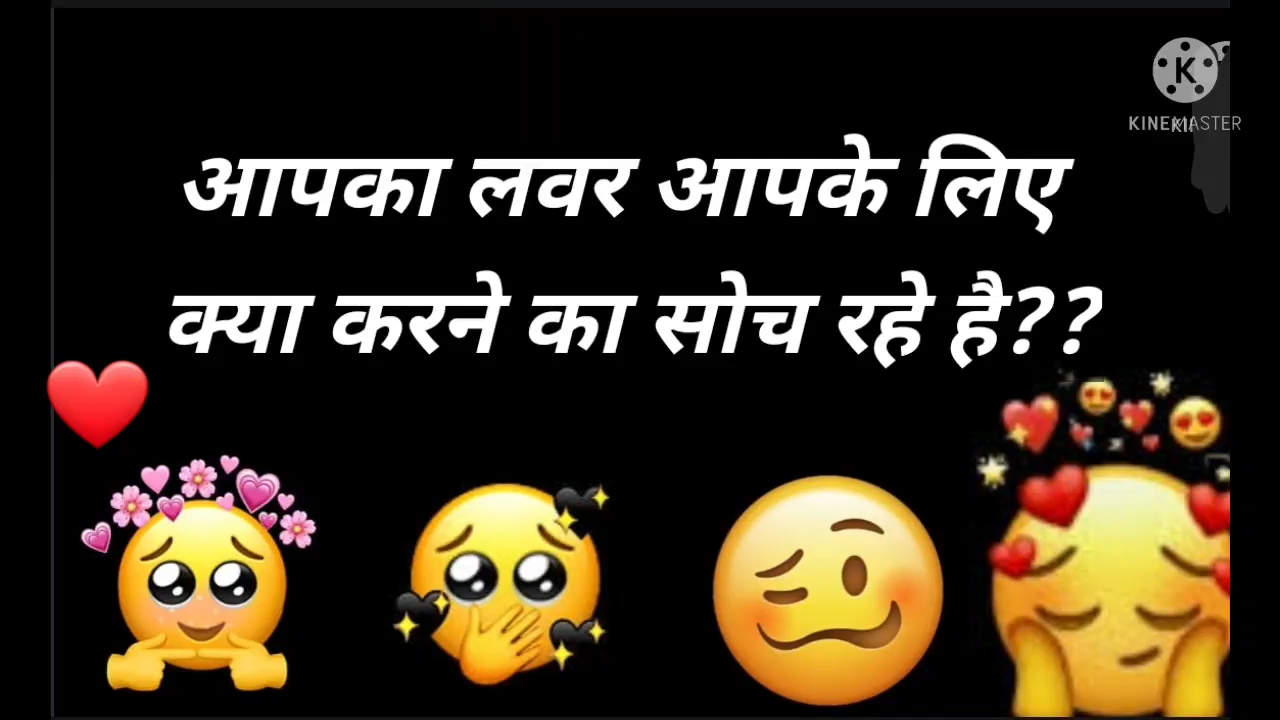 आपका लवर आपके लिए
क्या करने का सोच रहे है??
KINEMASTER